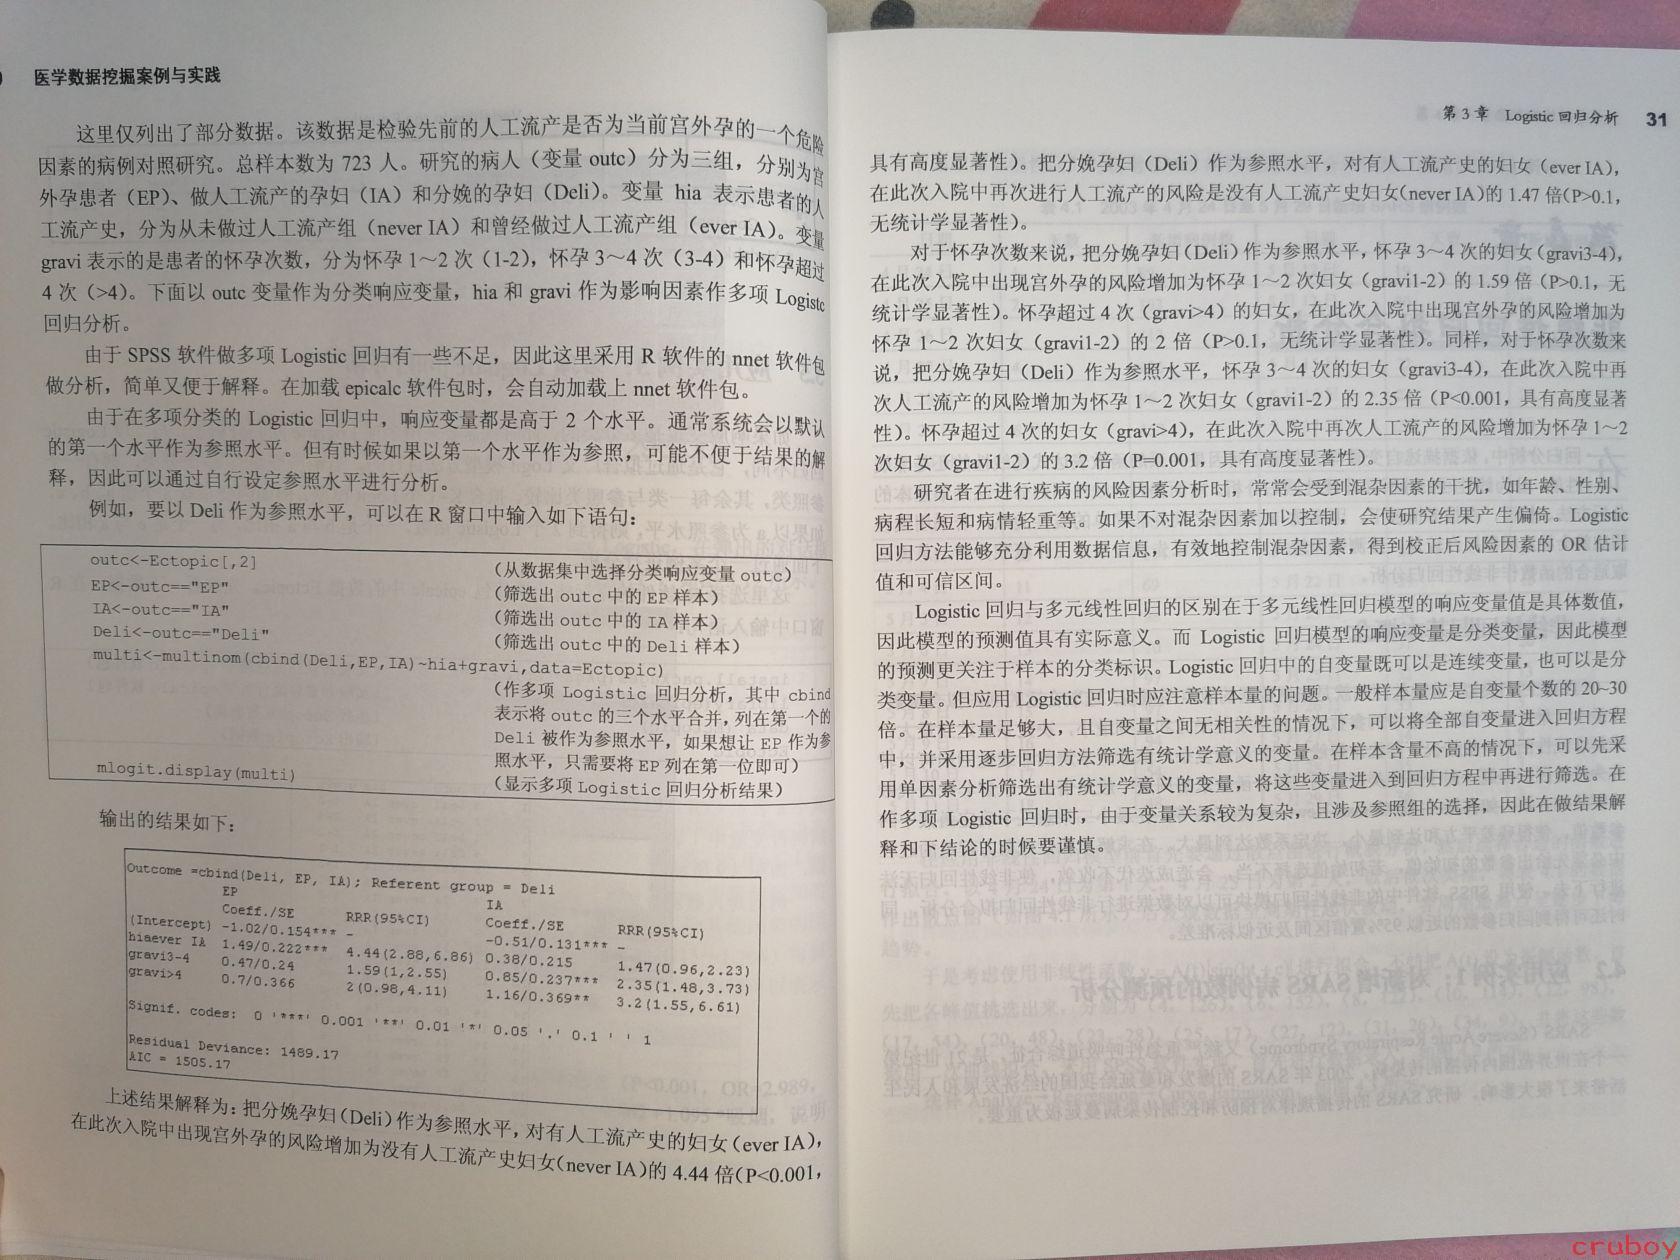 医学数据挖掘案例与实践
这里仅列出了部分数据。该数据是检验先前的人工流产是否为当前宫外孕的一个危险
因素的病例对照研究。总样本数为 723 人。研究的病人（变量 outc）分为三组，分别为宫
外孕患者（EP）、做人工流产的孕妇（IA）和分娩的孕妇（Deli）。变量 hia 表示患者的人
工流产史，分为从未做过人工流产组（never IA）和曾经做过人工流产组（ever IA）。变量
gravi 表示的是患者的怀孕次数，分为怀孕 1～2 次（1-2），怀孕 3～4 次（3-4）和怀孕超过
4 次（>4）。下面以 outc 变量作为分类响应变量，hia 和 gravi 作为影响因素作多项 Logistc
回归分析。
由于 SPSS 软件做多项 Logistic 回归有一些不足，因此这里采用 R 软件的 nnet 软件包
做分析，简单又便于解释。在加载 epicalc 软件包时，会自动加载上 nnet 软件包。
由于在多项分类的 Logistic 回归中，响应变量都是高于 2 个水平。通常系统会以默认
的第一个水平作为参照水平。但有时候如果以第一个水平作为参照，可能不便于结果的解
释，因此可以通过自行设定参照水平进行分析。
例如，要以 Deli 作为参照水平，可以在 R 窗口中输入如下语句：
outc<-Ectopic[,2] （从数据集中选择分类响应变量 outc）
EP<-outc=="EP" （筛选出 outc 中的 EP 样本）
IA<-outc=="IA" （筛选出 outc 中的 IA 样本）
Deli<-outc=="Deli" （筛选出 outc 中的 Deli 样本）
multi<-multinom(cbind(Deli,EP,IA)~hia+gravi,data=Ectopic)
（作多项 Logistic 回归分析，其中 cbind
表示将 outc 的三个水平合并，列在第一个的
Deli 被作为参照水平，如果想让 EP 作为参
照水平，只需要将 EP 列在第一位即可）
mlogit.display(multi) （显示多项 Logistic 回归分析结果）
输出的结果如下：
Outcome =cbind(Deli, EP, IA); Referent group = Deli
EP IA
Coeff./SE RRR(95%CI) Coeff./SE RRR(95%CI)
(Intercept) -1.02/0.154*** - -0.51/0.131*** -
hiaever IA 1.49/0.222*** 4.44(2.88,6.86) 0.38/0.215 1.47(0.96,2.23)
gravi3-4 0.47/0.24 1.59(1,2.55) 0.85/0.237*** 2.35(1.48,3.73)
gravi>4 0.7/0.366 2(0.98,4.11) 1.16/0.369** 3.2(1.55,6.61)
Signif. codes: 0 '***' 0.001 '**' 0.01 '*' 0.05 '.' 0.1 ' ' 1
Residual Deviance: 1489.17
AIC = 1505.17
上述结果解释为：把分娩孕妇（Deli）作为参照水平，对有人工流产史的妇女（ever IA），
在此次入院中出现宫外孕的风险增加为没有人工流产史妇女（never IA）的 4.44 倍（P<0.001，
第 3 章 Logistic 回归分析 31
具有高度显著性）。把分娩孕妇（Deli）作为参照水平，对有人工流产史的妇女（ever IA），
在此次入院中再次进行人工流产的风险是没有人工流产史妇女（never IA）的 1.47 倍（P>0.1，
无统计学显著性）。
对于怀孕次数来说，把分娩孕妇（Deli）作为参照水平，怀孕 3～4 次的妇女（gravi3-4），
在此次入院中出现宫外孕的风险增加为怀孕 1～2 次妇女（gravi1-2）的 1.59 倍（P>0.1，无
统计学显著性）。怀孕超过 4 次（gravi>4）的妇女，在此次入院中出现宫外孕的风险增加为
怀孕 1～2 次妇女（gravi1-2）的 2 倍（P>0.1，无统计学显著性）。同样，对于怀孕次数来
说，把分娩孕妇（Deli）作为参照水平，怀孕 3～4 次的妇女（gravi3-4），在此次入院中再
次人工流产的风险增加为怀孕 1～2 次妇女（gravi1-2）的 2.35 倍（P<0.001，具有高度显著
性）。怀孕超过 4 次的妇女（gravi>4），在此次入院中再次人工流产的风险增加为怀孕 1～2
次妇女（gravi1-2）的 3.2 倍（P=0.001，具有高度显著性）。
研究者在进行疾病的风险因素分析时，常常会受到混杂因素的干扰，如年龄、性别、
病程长短和病情轻重等。如果不对混杂因素加以控制，会使研究结果产生偏倚。Logistic
回归方法能够充分利用数据信息，有效地控制混杂因素，得到校正后风险因素的 OR 估计
值和可信区间。
Logistic 回归与多元线性回归的区别在于多元线性回归模型的响应变量值是具体数值，
因此模型的预测值具有实际意义。而 Logistic 回归模型的响应变量是分类变量，因此模型
的预测更关注于样本的分类标识。Logistic 回归中的自变量既可以是连续变量，也可以是分
类变量。但应用 Logistic 回归时应注意样本量的问题。一般样本量应是自变量个数的 20~30
倍。在样本量足够大，且自变量之间无相关性的情况下，可以将全部自变量进入回归方程
中，并采用逐步回归方法筛选有统计学意义的变量。在样本含量不高的情况下，可以先采
用单因素分析筛选出有统计学意义的变量，将这些变量进入到回归方程中再进行筛选。在
作多项 Logistic 回归时，由于变量关系较为复杂，且涉及参照组的选择，因此在做结果解
释和下结论的时候要谨慎。
cruboy